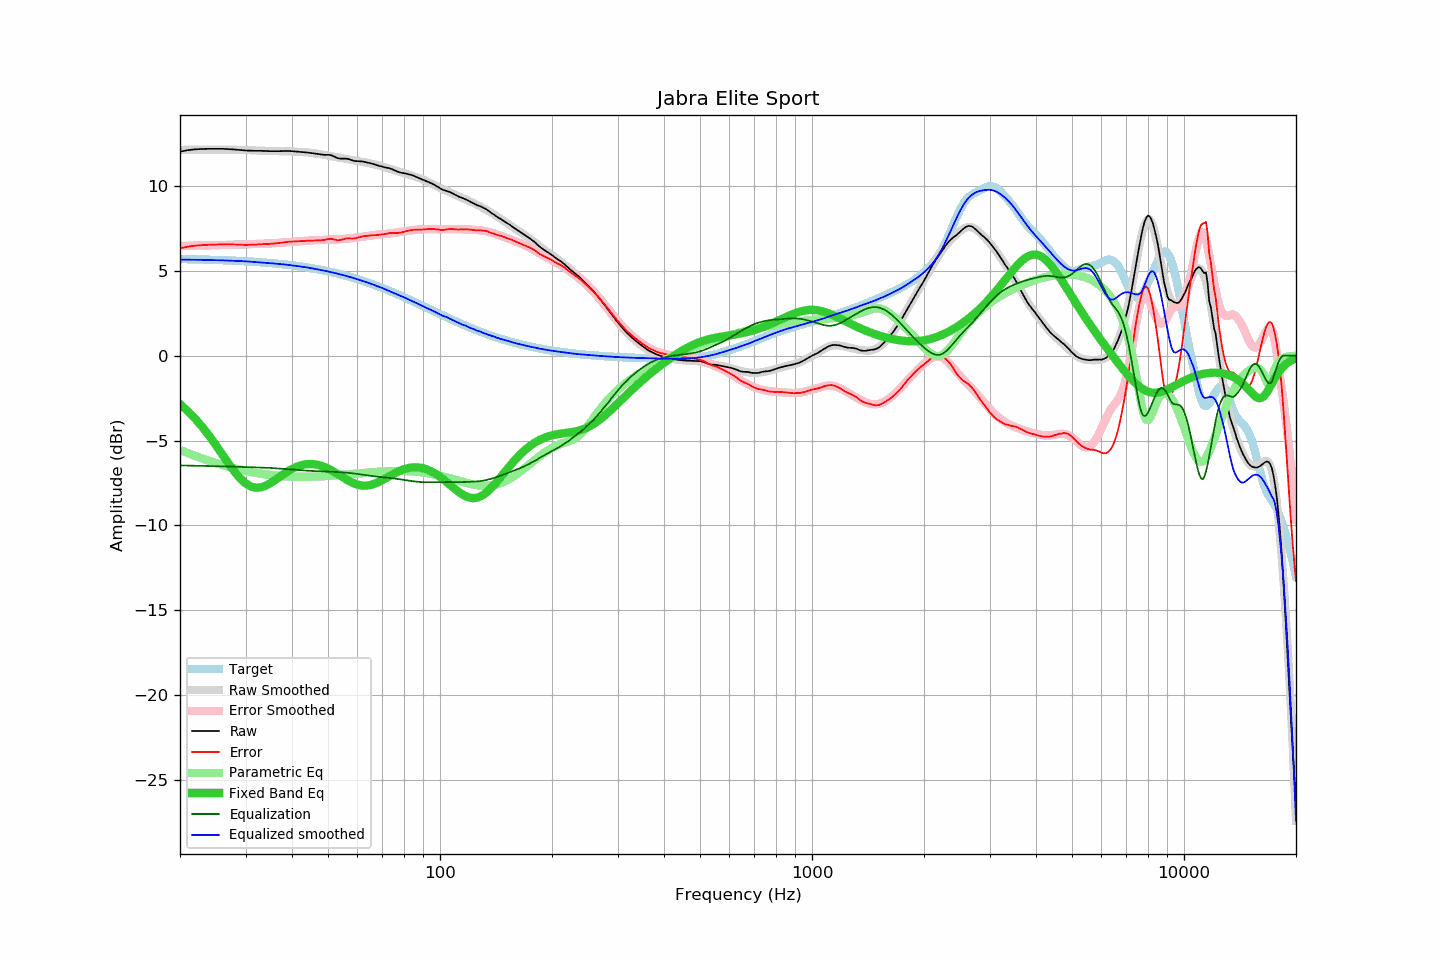 Jabra Elite Sport
Amplitude (dBr)
10
5
0
−5
−10
−15
−20
−25
Target
Raw Smoothed
Error Smoothed
Raw
Error
Parametric Eq
Fixed Band Eq
Equalization
Equalized smoothed
100 1000 10000
Frequency (Hz)